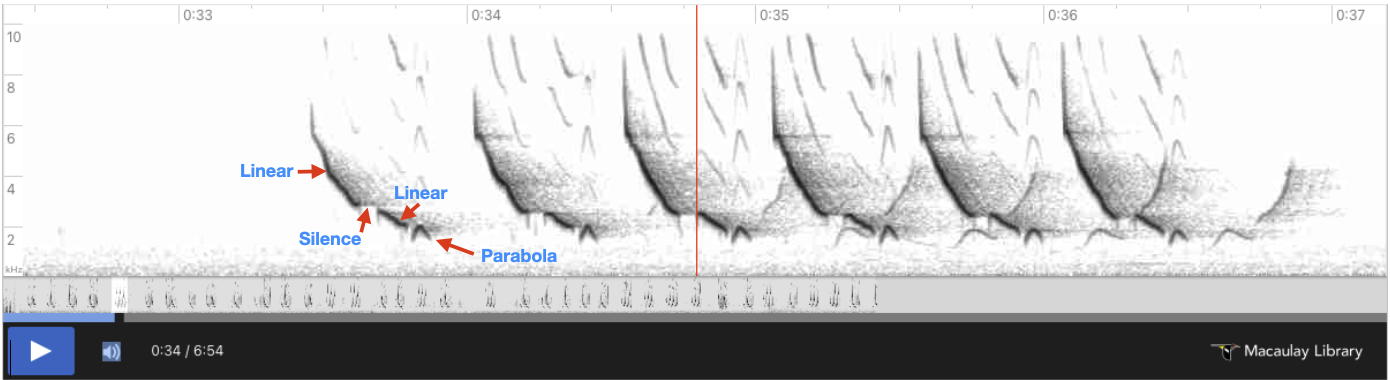 0:33 0:34 0:35 0:36 0:37
10
8
6
4
2
kHz
Linear
Linear
Silence
Parabola
0:34 / 6:54
Macaulay Library